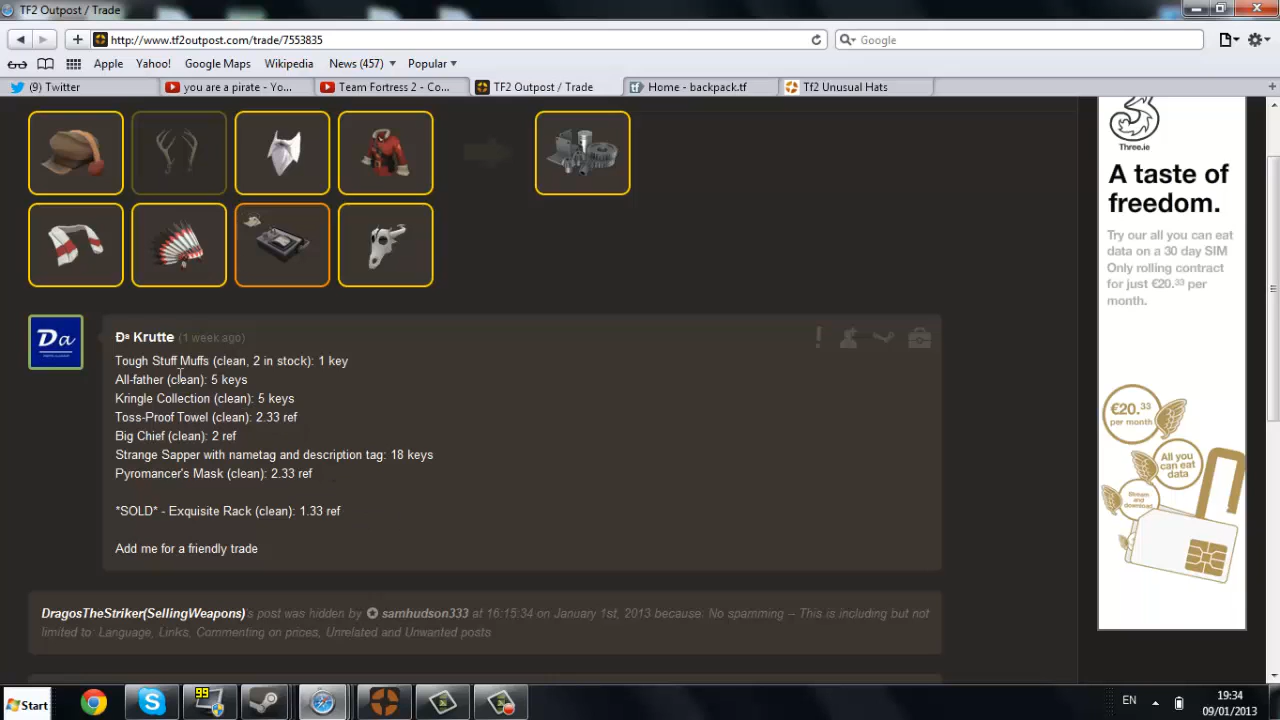 TF2 Outpost / Trade
http://www.tf2outpost.com/trade/7553835
Google
Apple
Yahoo!
Google Maps
Wikipedia
News (457)
Popular
(9) Twitter
you are a pirate - Yo...
Team Fortress 2 - Co...
TF2 Outpost / Trade
Home - backpack.tf
Tf2 Unusual Hats
Đª Krutte (1 week ago)
Tough Stuff Muffs (clean, 2 in stock): 1 key
All-father (clean): 5 keys
Kringle Collection (clean): 5 keys
Toss-Proof Towel (clean): 2.33 ref
Big Chief (clean): 2 ref
Strange Sapper with nametag and description tag: 18 keys
Pyromancer's Mask (clean): 2.33 ref
*SOLD* - Exquisite Rack (clean): 1.33 ref
Add me for a friendly trade
Da
DragosTheStriker(SellingWeapons)'s post was hidden by samhudson333 at 16:15:34 on January 1st, 2013 because: No spamming -- This is including but not
limited to: Language, Links, Commenting on prices, Unrelated and Unwanted posts
Three.ie
A taste of
freedom.
Try our all you can eat
data on a 30 day SIM
Only rolling contract
for just €20.33 per
month.
€20.33
per month
All you
can eat
data
Stream
and
download
Start
99
EN
19:34
09/01/2013